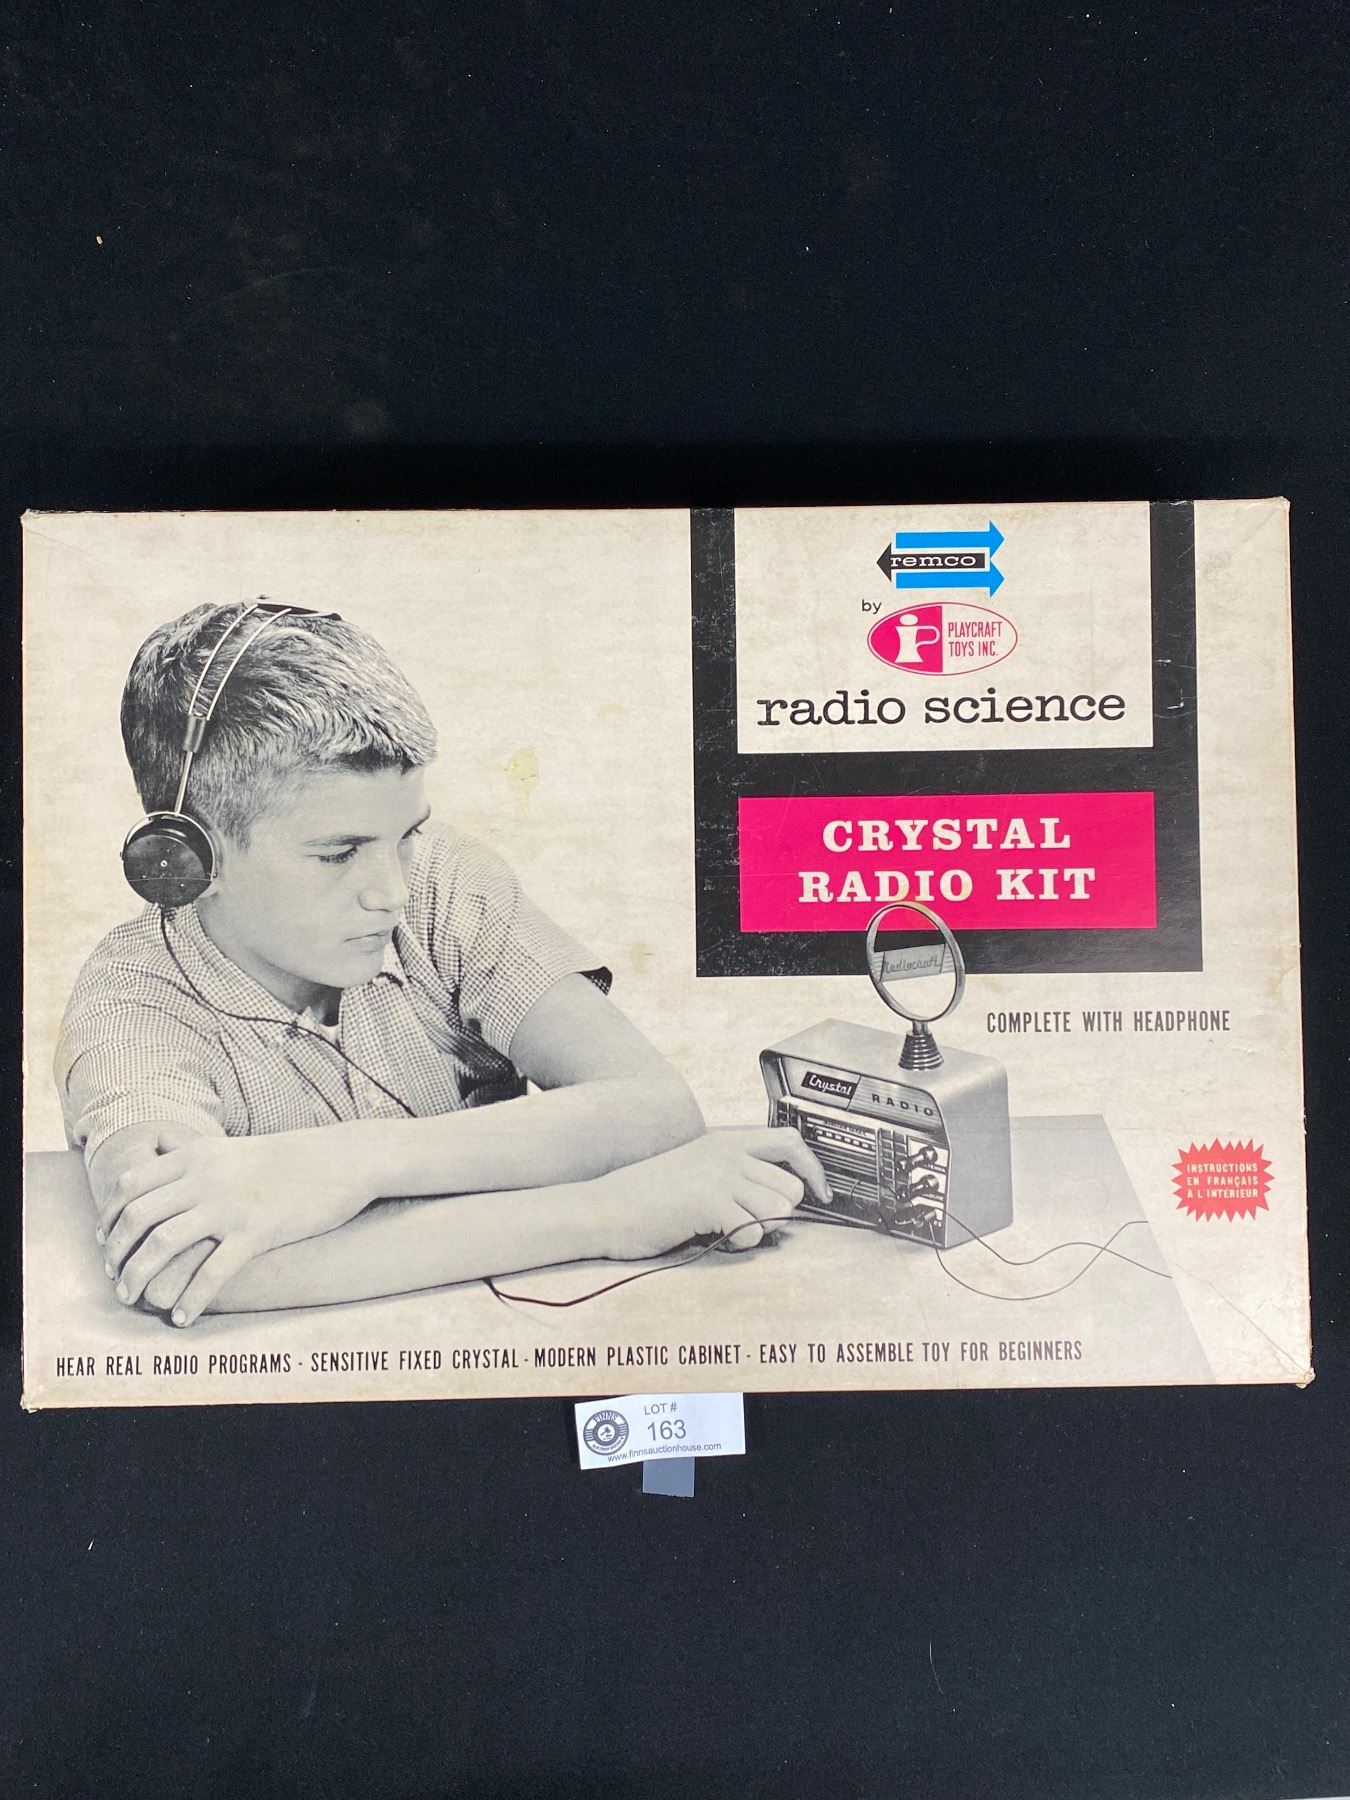 remco
by
PLAYCRAFT
TOYS INC.
radio science
CRYSTAL
RADIO KIT
Radiocraft
COMPLETE WITH HEADPHONE
Crystal
RADIO
INSTRUCTIONS
EN FRANÇAIS
À L INTÉRIEUR
HEAR REAL RADIO PROGRAMS - SENSITIVE FIXED CRYSTAL - MODERN PLASTIC CABINET - EASY TO ASSEMBLE TOY FOR BEGINNERS
LOT #
163
www.finnsauctionhouse.com